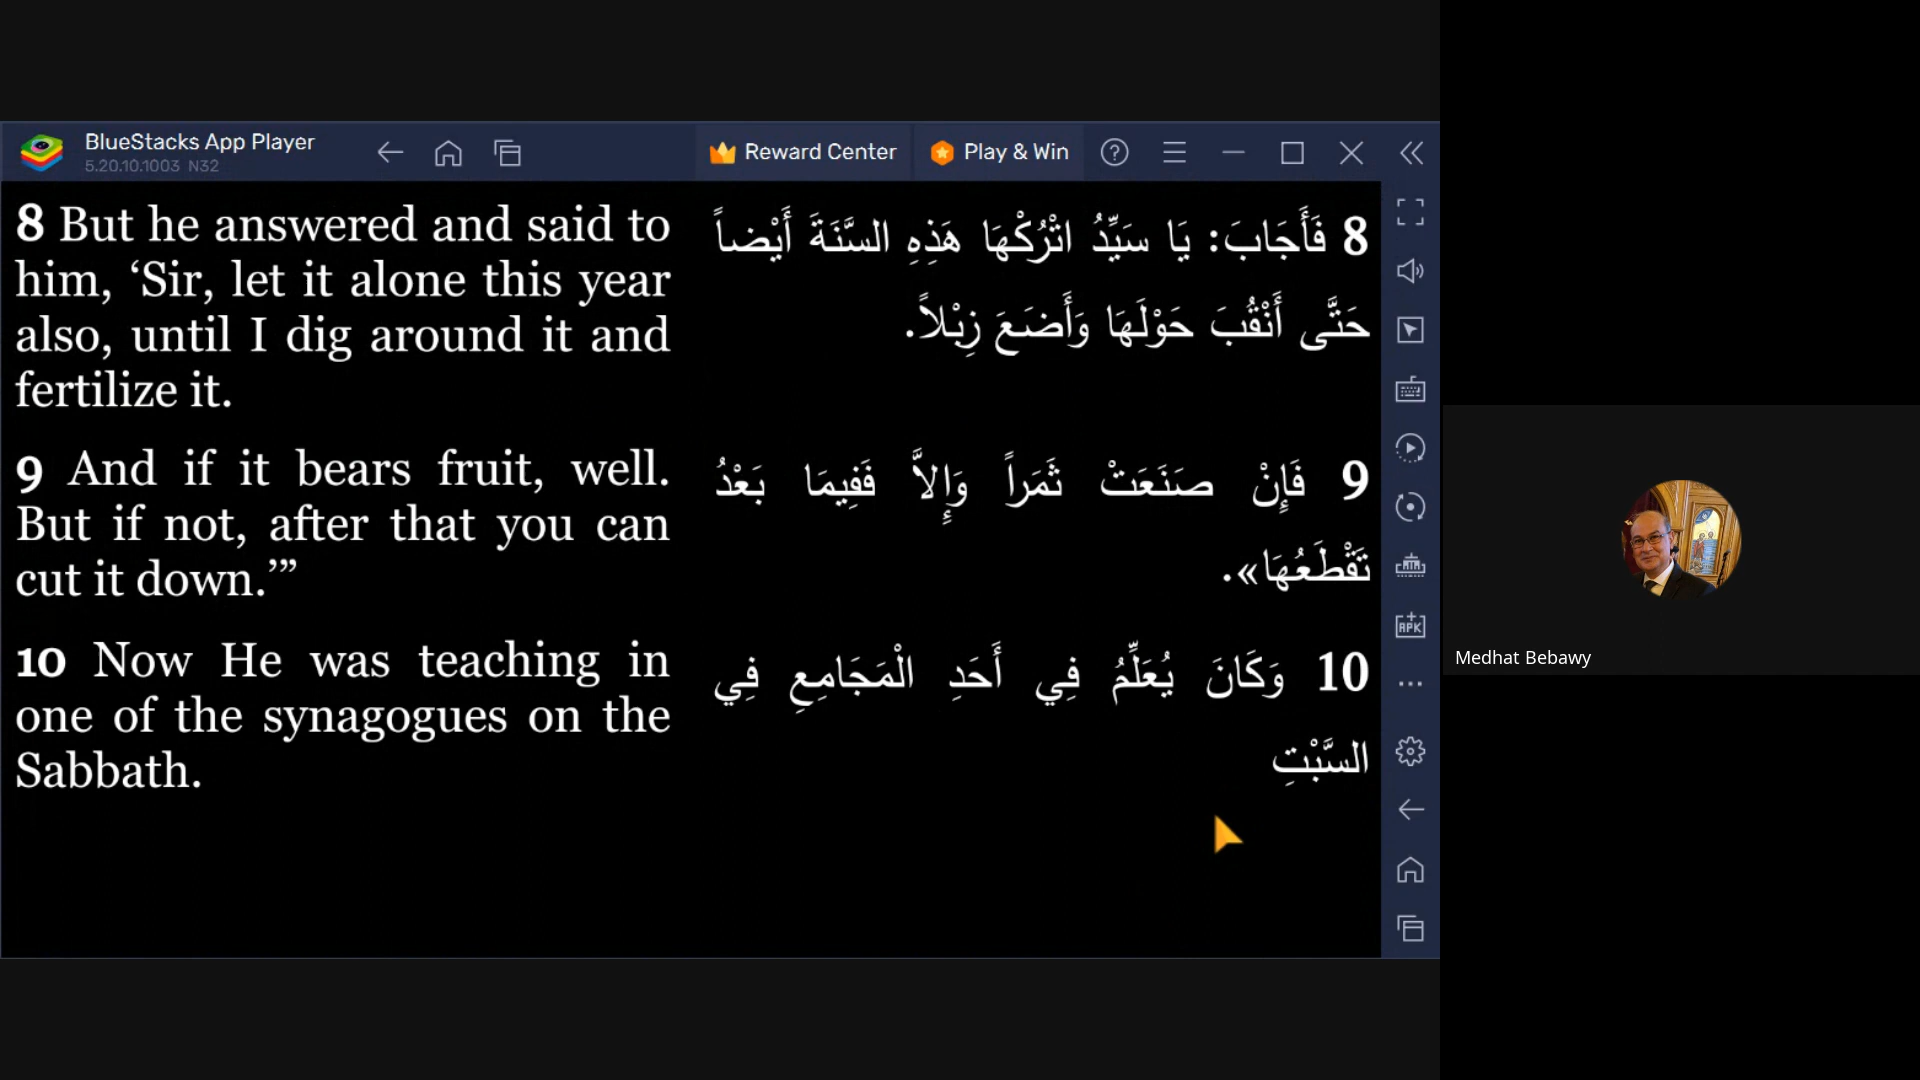 BlueStacks App Player
5.20.10.1003 N32
Reward Center
Play & Win
8 But he answered and said to
him, ‘Sir, let it alone this year
also, until I dig around it and
fertilize it.
8 فَأَجَابَ: يَا سَيِّدُ اتْرُكْهَا هَذِهِ السَّنَةَ أَيْضاً
حَتَّى أَنْقُبَ حَوْلَهَا وَأَضَعَ زِبْلاً.
9 And if it bears fruit, well.
But if not, after that you can
cut it down.’”
9 فَإِنْ صَنَعَتْ ثَمَراً وَإِلاَّ فَفِيمَا بَعْدُ
تَقْطَعُهَا».
10 Now He was teaching in
one of the synagogues on the
Sabbath.
10 وَكَانَ يُعَلِّمُ فِي أَحَدِ الْمَجَامِعِ فِي
السَّبْتِ
APK
Medhat Bebawy